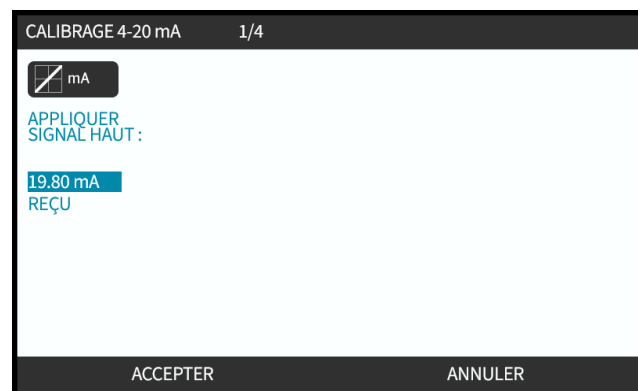 CALIBRAGE 4-20 mA 1/4
mA
APPLIQUER
SIGNAL HAUT :
19.80 mA
REÇU
ACCEPTER ANNULER